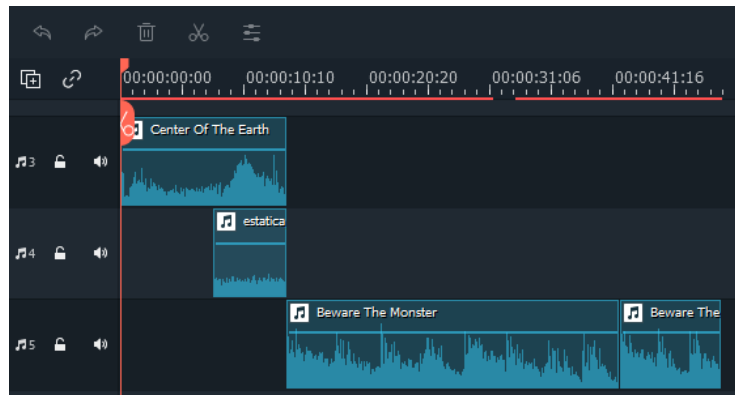 00:00:00:00 00:00:10:10 00:00:20:20 00:00:31:06 00:00:41:16
Center Of The Earth
3
estatica
4
Beware The Monster Beware The
5